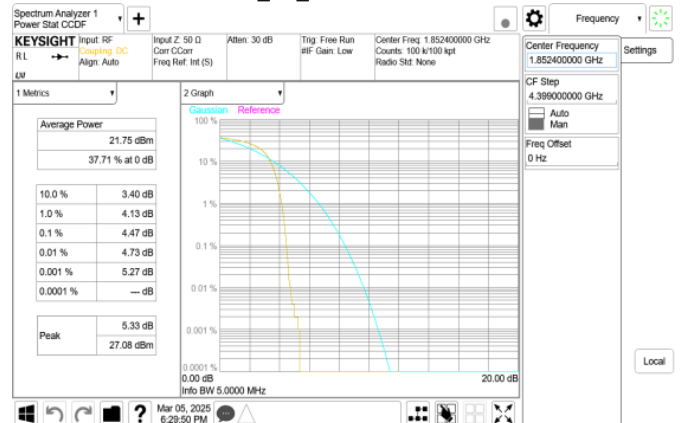 Spectrum Analyzer 1
Power Stat CCDF
Frequency
KEYSIGHT
RL
Input: RF
Coupling: DC
Align: Auto
Input Z: 50 Ω
Corr CCorr
Freq Ref: Int (S)
Atten: 30 dB
Trig: Free Run
#IF Gain: Low
Center Freq: 1.852400000 GHz
Counts: 100 k/100 kpt
Radio Std: None
Center Frequency
1.852400000 GHz
Settings
CF Step
4.399000000 GHz
Auto
Man
Freq Offset
0 Hz
1 Metrics
Average Power
21.75 dBm
37.71 % at 0 dB
10.0 % 3.40 dB
1.0 % 4.13 dB
0.1 % 4.47 dB
0.01 % 4.73 dB
0.001 % 5.27 dB
0.0001 % --- dB
Peak
5.33 dB
27.08 dBm
2 Graph
Gaussian Reference
100 %
10 %
1 %
0.1 %
0.01 %
0.001 %
0.0001 %
0.00 dB 20.00 dB
Info BW 5.0000 MHz
Local
?
Mar 05, 2025
6:29:50 PM